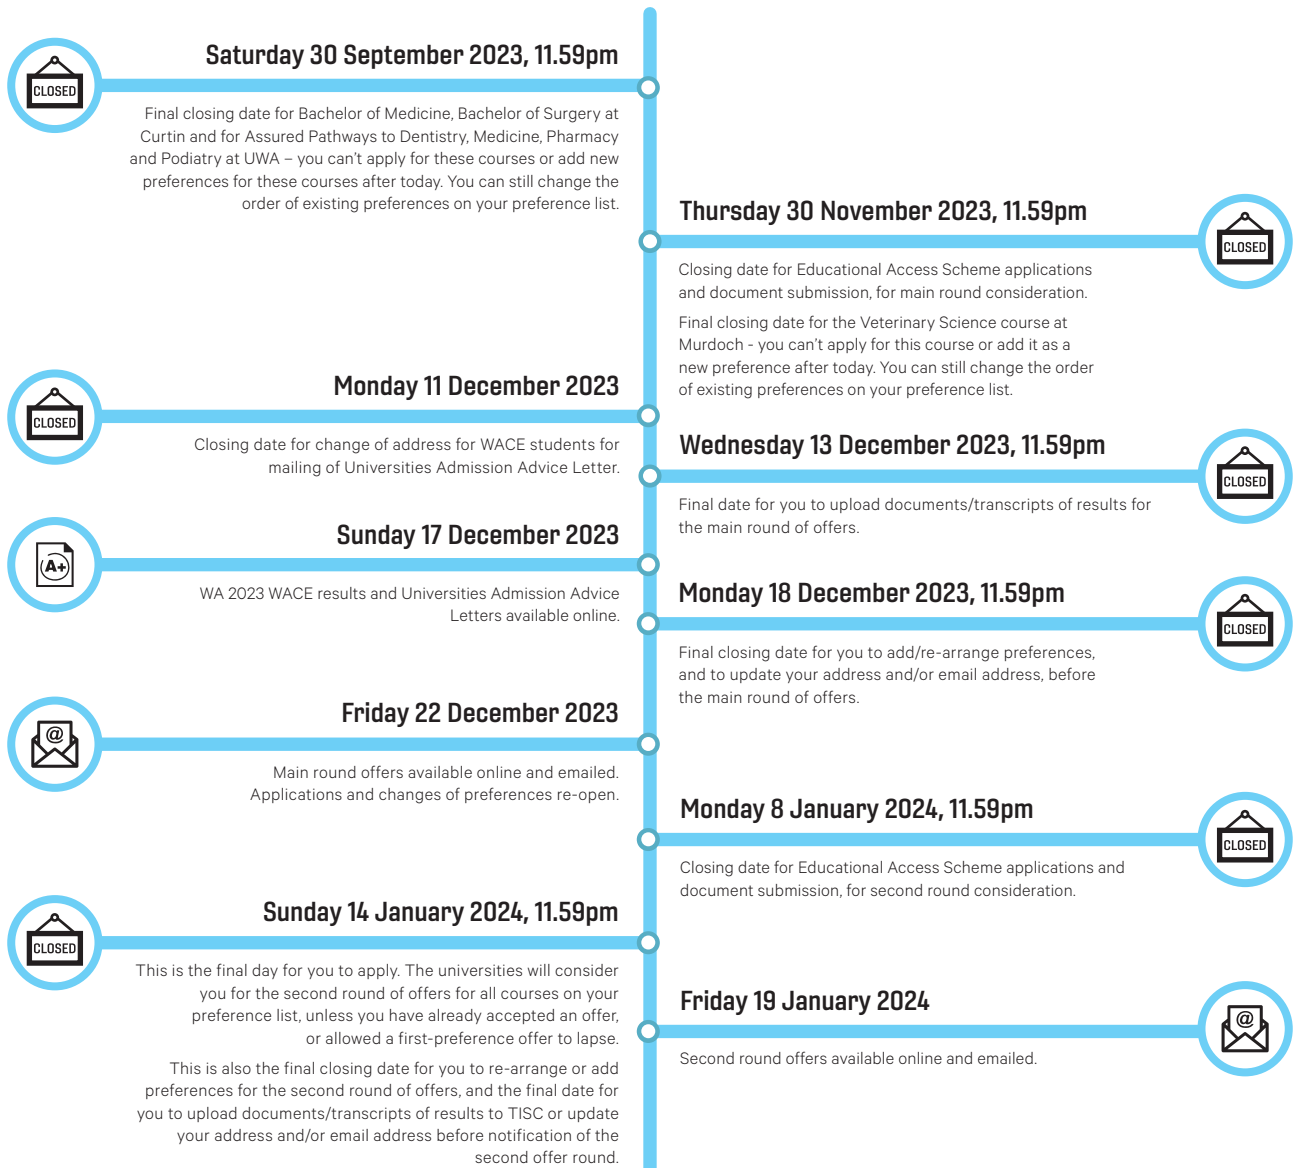 Saturday 30 September 2023, 11.59pm
CLOSED
Final closing date for Bachelor of Medicine, Bachelor of Surgery at
Curtin and for Assured Pathways to Dentistry, Medicine, Pharmacy
and Podiatry at UWA – you can't apply for these courses or add new
preferences for these courses after today. You can still change the
order of existing preferences on your preference list.
Thursday 30 November 2023, 11.59pm
CLOSED
Closing date for Educational Access Scheme applications
and document submission, for main round consideration.
Final closing date for the Veterinary Science course at
Murdoch - you can't apply for this course or add it as a
new preference after today. You can still change the order
of existing preferences on your preference list.
Monday 11 December 2023
CLOSED
Closing date for change of address for WACE students for
mailing of Universities Admission Advice Letter.
Wednesday 13 December 2023, 11.59pm
CLOSED
Final date for you to upload documents/transcripts of results for
the main round of offers.
Sunday 17 December 2023
A+
WA 2023 WACE results and Universities Admission Advice
Letters available online.
Monday 18 December 2023, 11.59pm
CLOSED
Final closing date for you to add/re-arrange preferences,
and to update your address and/or email address, before
the main round of offers.
Friday 22 December 2023
@
Main round offers available online and emailed.
Applications and changes of preferences re-open.
Monday 8 January 2024, 11.59pm
CLOSED
Closing date for Educational Access Scheme applications and
document submission, for second round consideration.
Sunday 14 January 2024, 11.59pm
CLOSED
This is the final day for you to apply. The universities will consider
you for the second round of offers for all courses on your
preference list, unless you have already accepted an offer,
or allowed a first-preference offer to lapse.
This is also the final closing date for you to re-arrange or add
preferences for the second round of offers, and the final date for
you to upload documents/transcripts of results to TISC or update
your address and/or email address before notification of the
second offer round.
Friday 19 January 2024
@
Second round offers available online and emailed.